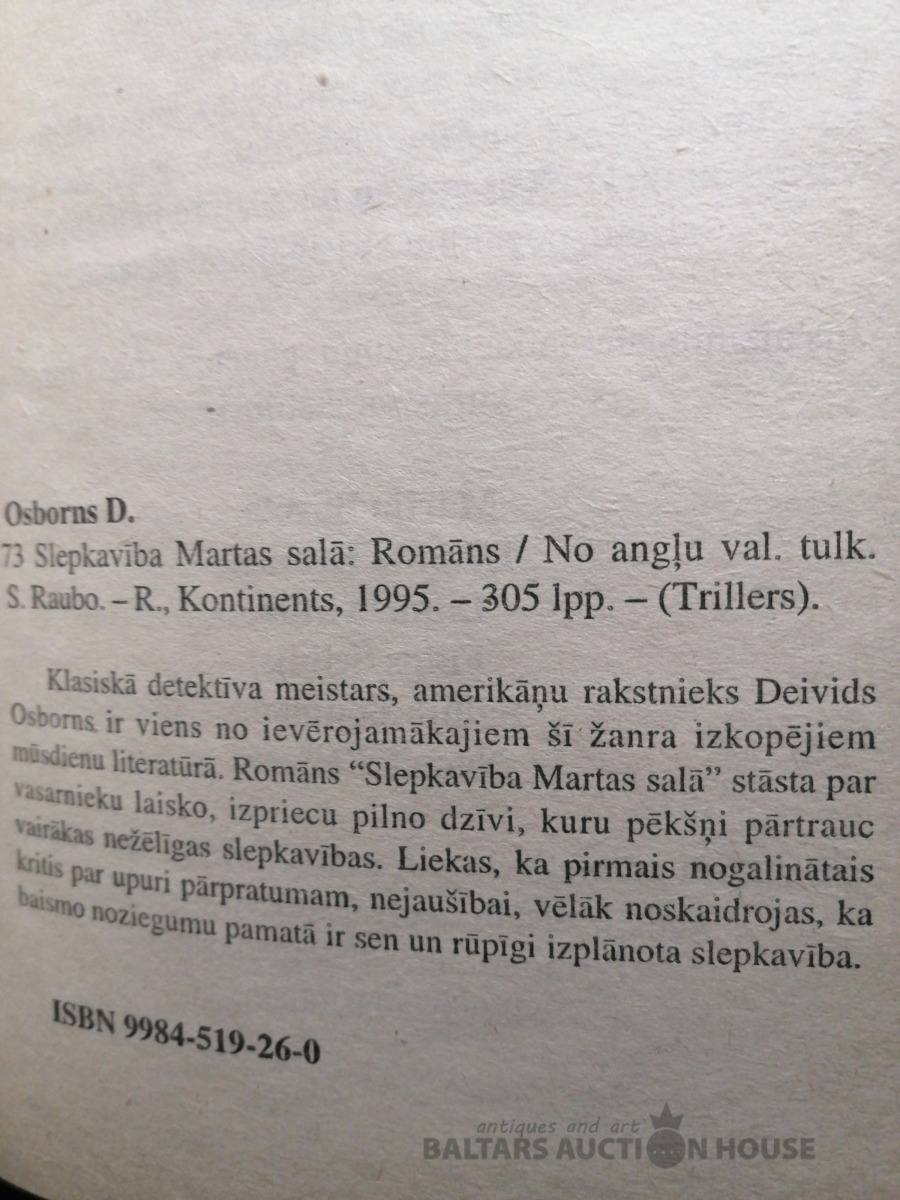 Osborns D.
73 Slepkavība Martas salā: Romāns / No angļu val. tulk.
S. Raubo. – R., Kontinents, 1995. – 305 lpp. – (Trillers).
Klasiskā detektīva meistars, amerikāņu rakstnieks Deivids
Osborns ir viens no ievērojamākajiem šī žanra izkopējiem
mūsdienu literatūrā. Romāns “Slepkavība Martas salā” stāsta par
vasarnieku laisko, izpriecu pilno dzīvi, kuru pēkšņi pārtrauc
vairākas nežēlīgas slepkavības. Liekas, ka pirmais nogalinātais
kritis par upuri pārpratumam, nejaušībai, vēlāk noskaidrojas, ka
baismo noziegumu pamatā ir sen un rūpīgi izplānota slepkavība.
ISBN 9984-519-26-0
antiques and art
BALTARS AUCTION HOUSE